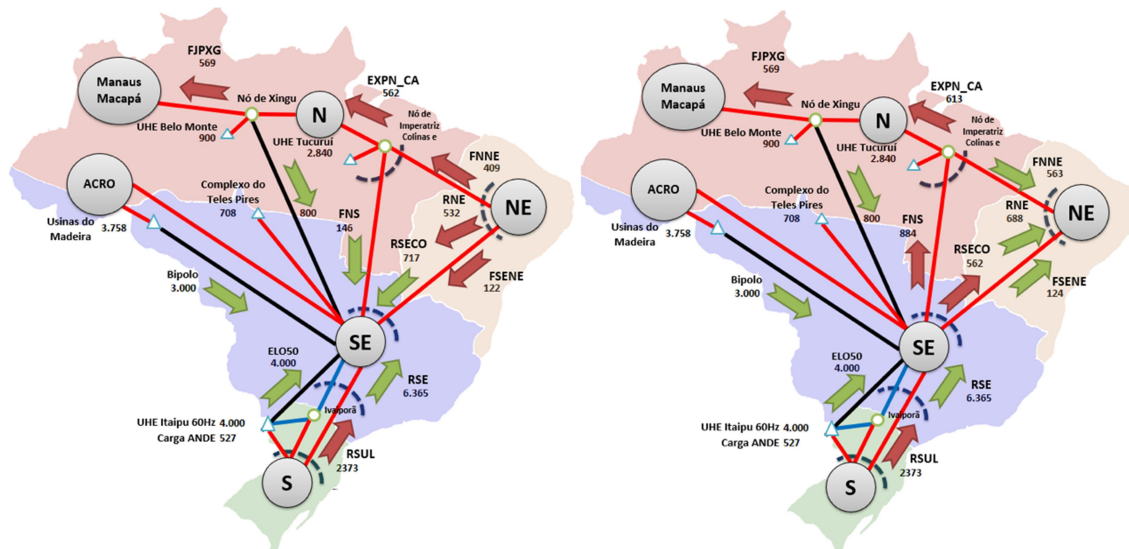 FJPXG
569
Manaus
Macapá
EXPN_CA
562
Nó de Xingu
N
Nó de
Imperatriz
Colinas e
UHE Belo Monte
900
UHE Tucuruí
2.840
FNNE
409
ACRO
Complexo do
Teles Pires
708
800
RNE
532
NE
Usinas do
Madeira
3.758
FNS
146
RSECO
717
FSENE
122
Bipolo
3.000
SE
ELO50
4.000
RSE
6.365
Ivaiporã
UHE Itaipu 60Hz 4.000
Carga ANDE 527
RSUL
2373
S
FJPXG
569
Manaus
Macapá
EXPN_CA
613
Nó de Xingu
N
Nó de
Imperatriz
Colinas e
UHE Belo Monte
900
UHE Tucuruí
2.840
FNNE
563
ACRO
Complexo do
Teles Pires
708
800
RNE
688
NE
Usinas do
Madeira
3.758
FNS
884
RSECO
562
FSENE
124
Bipolo
3.000
SE
ELO50
4.000
RSE
6.365
Ivaiporã
UHE Itaipu 60Hz 4.000
Carga ANDE 527
RSUL
2373
S